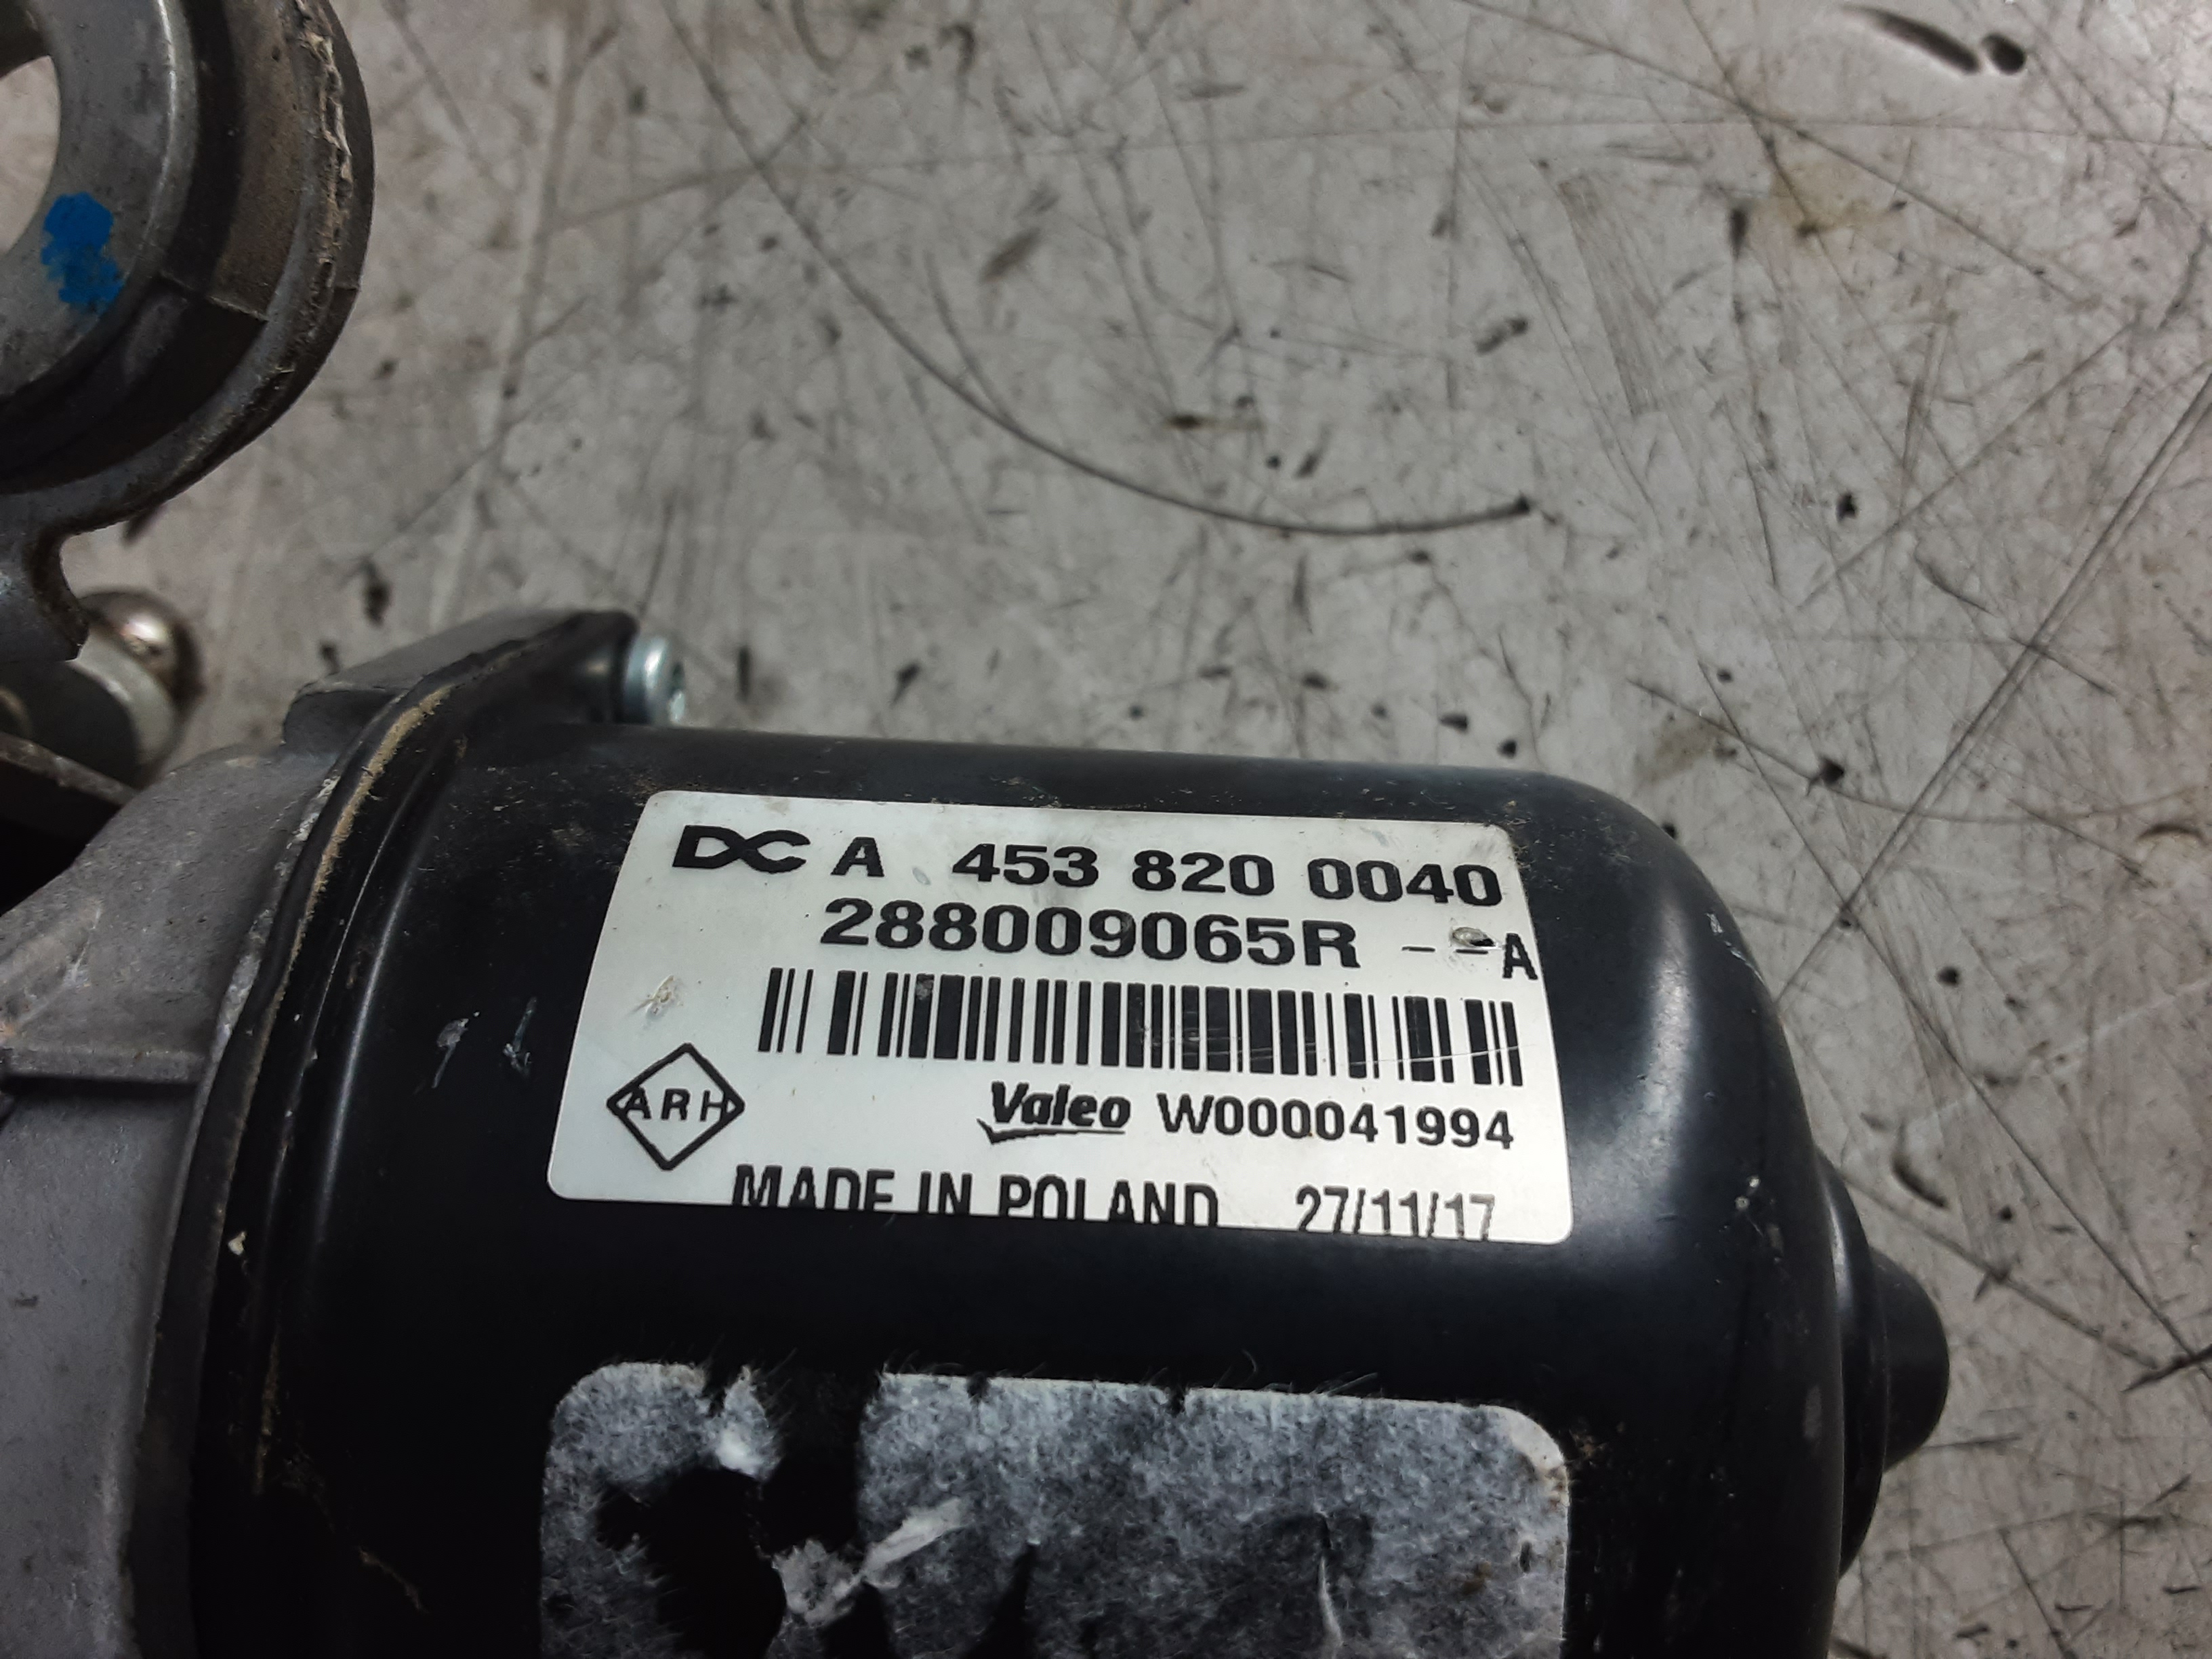 DC A 453 820 0040
288009065R - - A
ARH
Valeo W000041994
MADE IN POLAND 27/11/17